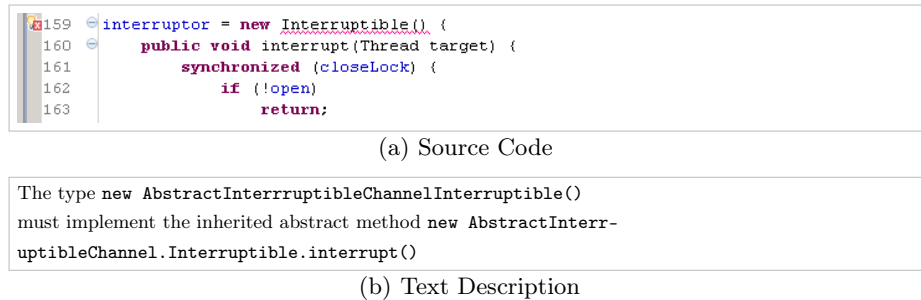 159 interruptor = new Interruptible() {
160 public void interrupt(Thread target) {
161 synchronized (closeLock) {
162 if (!open)
163 return;
(a) Source Code
The type new AbstractInterrruptibleChannelInterruptible()
must implement the inherited abstract method new AbstractInterr-
uptibleChannel.Interruptible.interrupt()
(b) Text Description